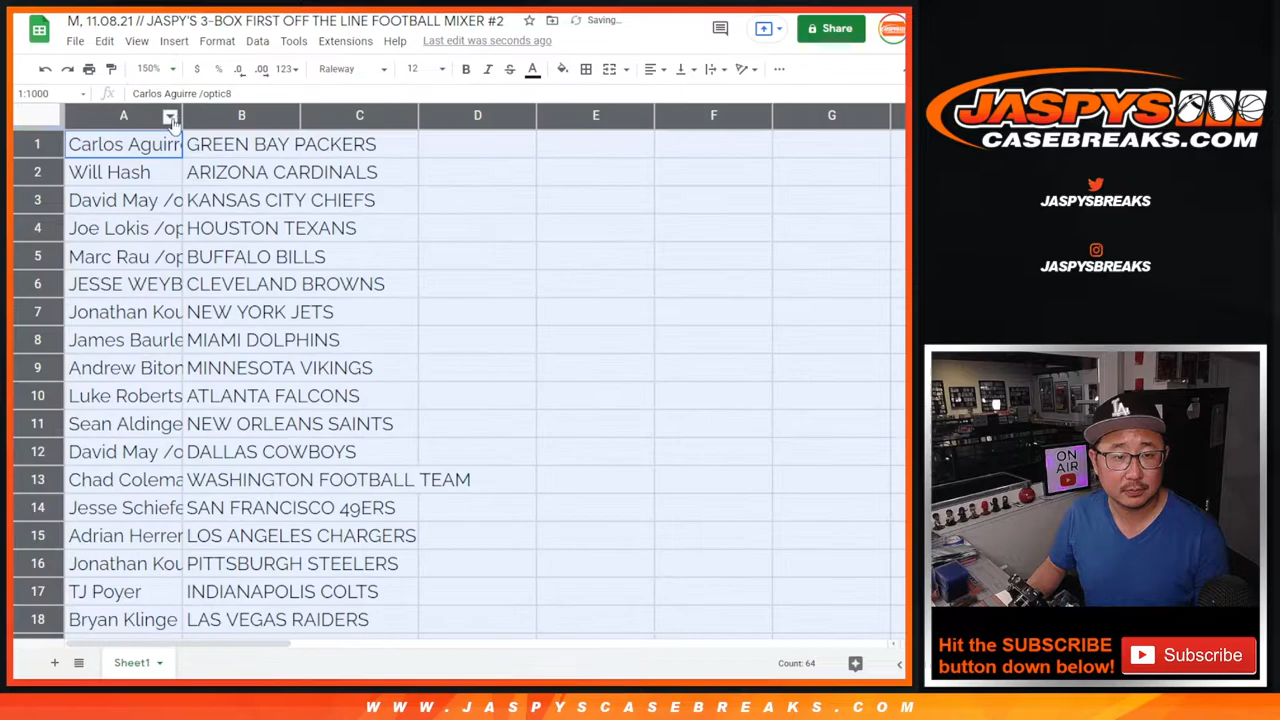 M, 11.08.21 // JASPY'S 3-BOX FIRST OFF THE LINE FOOTBALL MIXER #2
Saving...
File Edit View Insert Format Data Tools Extensions Help Last edit was seconds ago
Share
150% $ % .0 .00 123 Raleway 12 B I S A
1:1000 fx Carlos Aguirre /optic8
A B C D E F G
1 Carlos Aguirr GREEN BAY PACKERS
2 Will Hash ARIZONA CARDINALS
3 David May /o KANSAS CITY CHIEFS
4 Joe Lokis /op HOUSTON TEXANS
5 Marc Rau /op BUFFALO BILLS
6 JESSE WEYB CLEVELAND BROWNS
7 Jonathan Kou NEW YORK JETS
8 James Baurle MIAMI DOLPHINS
9 Andrew Biton MINNESOTA VIKINGS
10 Luke Roberts ATLANTA FALCONS
11 Sean Aldinge NEW ORLEANS SAINTS
12 David May /o DALLAS COWBOYS
13 Chad Colema WASHINGTON FOOTBALL TEAM
14 Jesse Schiefe SAN FRANCISCO 49ERS
15 Adrian Herrer LOS ANGELES CHARGERS
16 Jonathan Kou PITTSBURGH STEELERS
17 TJ Poyer INDIANAPOLIS COLTS
18 Bryan Klinge LAS VEGAS RAIDERS
Sheet1
Count: 64
JASPYS
CASEBREAKS.COM
JASPYSBREAKS
JASPYSBREAKS
LA
ON
AIR
Hit the SUBSCRIBE
button down below!
Subscribe
WWW.JASPYSCASEBREAKS.COM